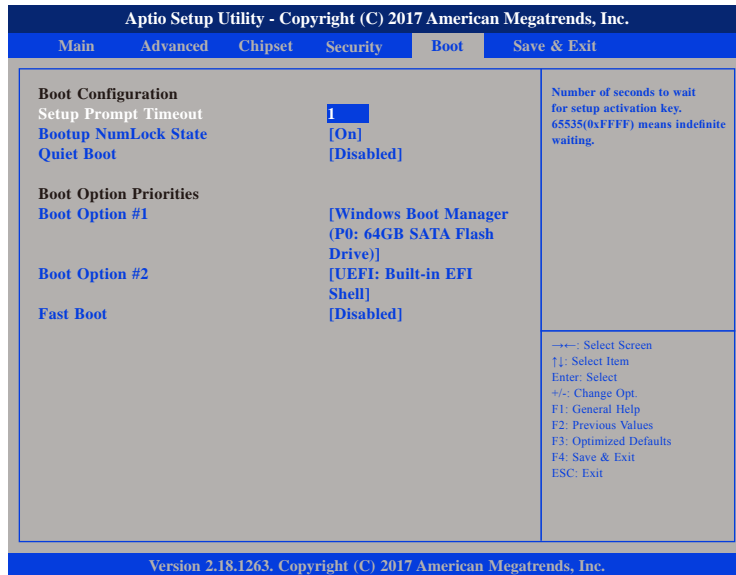 Aptio Setup Utility - Copyright (C) 2017 American Megatrends, Inc.
Main Advanced Chipset Security Boot Save & Exit
Boot Configuration
Setup Prompt Timeout 1
Bootup NumLock State [On]
Quiet Boot [Disabled]
Boot Option Priorities
Boot Option #1 [Windows Boot Manager
(P0: 64GB SATA Flash
Drive)]
Boot Option #2 [UEFI: Built-in EFI
Shell]
Fast Boot [Disabled]
Number of seconds to wait
for setup activation key.
65535(0xFFFF) means indefinite
waiting.
→←: Select Screen
↑↓: Select Item
Enter: Select
+/-: Change Opt.
F1: General Help
F2: Previous Values
F3: Optimized Defaults
F4: Save & Exit
ESC: Exit
Version 2.18.1263. Copyright (C) 2017 American Megatrends, Inc.